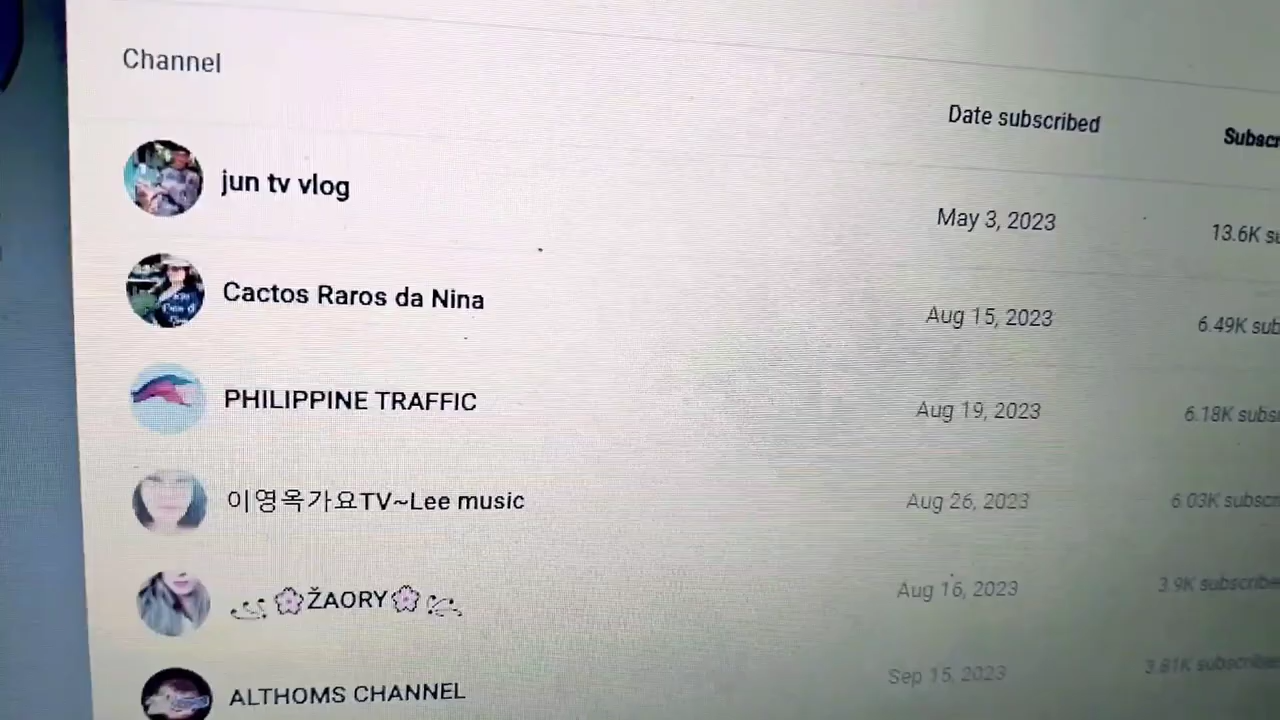 Channel
Date subscribed
jun tv vlog
May 3, 2023
13.6K
Cactos Raros da Nina
Aug 15, 2023
6.49K
PHILIPPINE TRAFFIC
Aug 19, 2023
6.18K
이영옥가요TV~Lee music
Aug 26, 2023
6.03K
🌸ŽAORY🌸
Aug 16, 2023
3.9K
ALTHOMS CHANNEL
Sep 15, 2023
3.81K